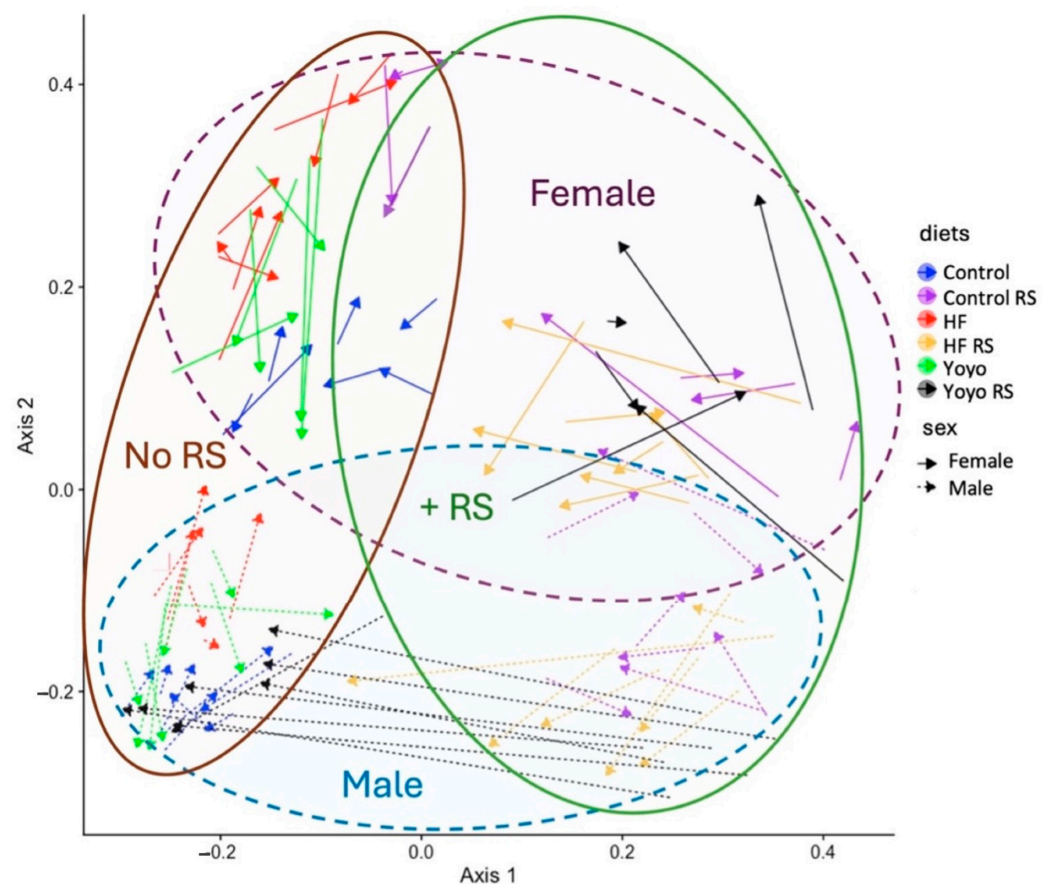 0.4
0.2
0.0
−0.2
Axis 2
−0.2
0.0
0.2
0.4
Axis 1
Female
No RS
+ RS
Male
diets
Control
Control RS
HF
HF RS
Yoyo
Yoyo RS
sex
Female
Male